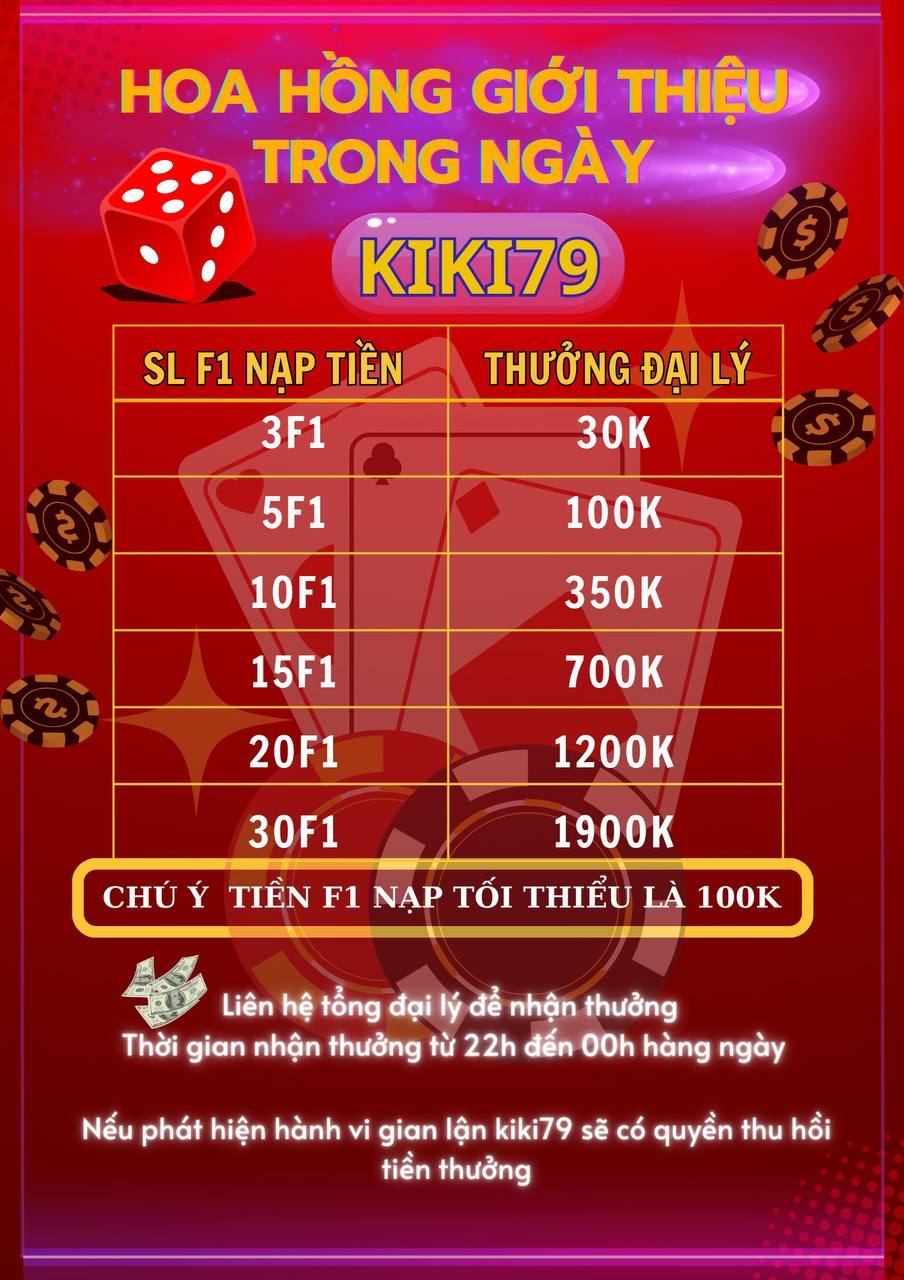 HOA HỒNG GIỚI THIỆU
TRONG NGÀY
KIKI79
SL F1 NẠP TIỀN THƯỞNG ĐẠI LÝ
3F1 30K
5F1 100K
10F1 350K
15F1 700K
20F1 1200K
30F1 1900K
CHÚ Ý TIỀN F1 NẠP TỐI THIỂU LÀ 100K
Liên hệ tổng đại lý để nhận thưởng
Thời gian nhận thưởng từ 22h đến 00h hàng ngày
Nếu phát hiện hành vi gian lận kiki79 sẽ có quyền thu hồi
tiền thưởng